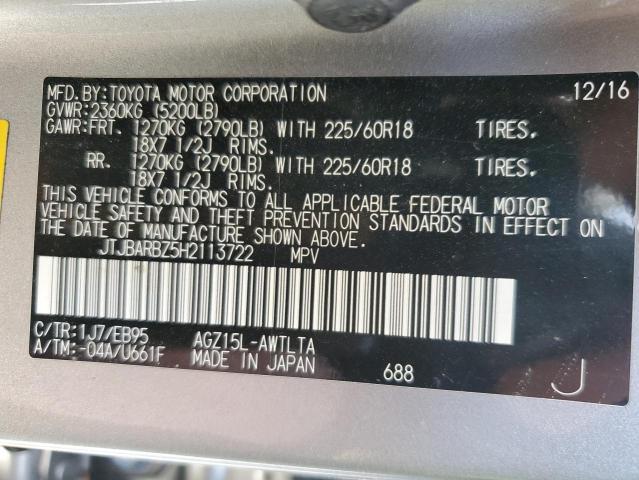 MFD. BY: TOYOTA MOTOR CORPORATION 12/16
GVWR: 2360KG (5200LB)
GAWR: FRT. 1270KG (2790LB) WITH 225/60R18 TIRES.
18X7 1/2J RIMS.
RR. 1270KG (2790LB) WITH 225/60R18 TIRES.
18X7 1/2J RIMS.
THIS VEHICLE CONFORMS TO ALL APPLICABLE FEDERAL MOTOR
VEHICLE SAFETY AND THEFT PREVENTION STANDARDS IN EFFECT ON
THE DATE OF MANUFACTURE SHOWN ABOVE.
JTJBARBZ5H2113722 MPV
C/TR: 1J7/EB95 AGZ15L-AWTLTA
A/TM: -04A/U661F MADE IN JAPAN 688 J